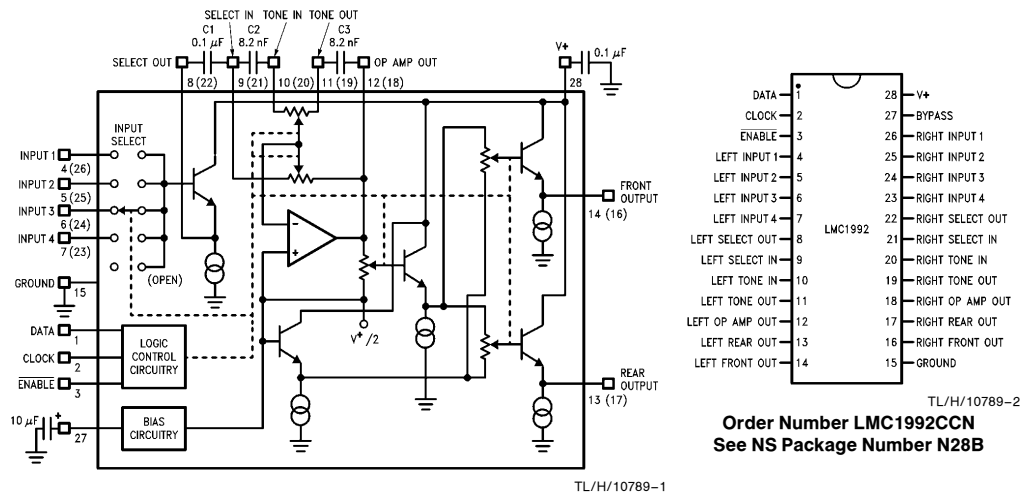 SELECT IN TONE IN TONE OUT
C1 C2 C3
0.1 µF 8.2 nF 8.2 nF
SELECT OUT
OP AMP OUT
V+
0.1 µF
8 (22)
9 (21)
10 (20)
11 (19)
12 (18)
28
INPUT
SELECT
INPUT 1
4 (26)
INPUT 2
5 (25)
INPUT 3
6 (24)
INPUT 4
7 (23)
(OPEN)
GROUND
15
DATA
1
CLOCK
2
ENABLE
3
LOGIC
CONTROL
CIRCUITRY
10 µF
+
27
BIAS
CIRCUITRY
−
+
V+/2
FRONT
OUTPUT
14 (16)
REAR
OUTPUT
13 (17)
TL/H/10789–1
DATA 1 28 V+
CLOCK 2 27 BYPASS
ENABLE 3 26 RIGHT INPUT 1
LEFT INPUT 1 4 25 RIGHT INPUT 2
LEFT INPUT 2 5 24 RIGHT INPUT 3
LEFT INPUT 3 6 23 RIGHT INPUT 4
LEFT INPUT 4 7 22 RIGHT SELECT OUT
LMC1992
LEFT SELECT OUT 8 21 RIGHT SELECT IN
LEFT SELECT IN 9 20 RIGHT TONE IN
LEFT TONE IN 10 19 RIGHT TONE OUT
LEFT TONE OUT 11 18 RIGHT OP AMP OUT
LEFT OP AMP OUT 12 17 RIGHT REAR OUT
LEFT REAR OUT 13 16 RIGHT FRONT OUT
LEFT FRONT OUT 14 15 GROUND
TL/H/10789–2
Order Number LMC1992CCN
See NS Package Number N28B